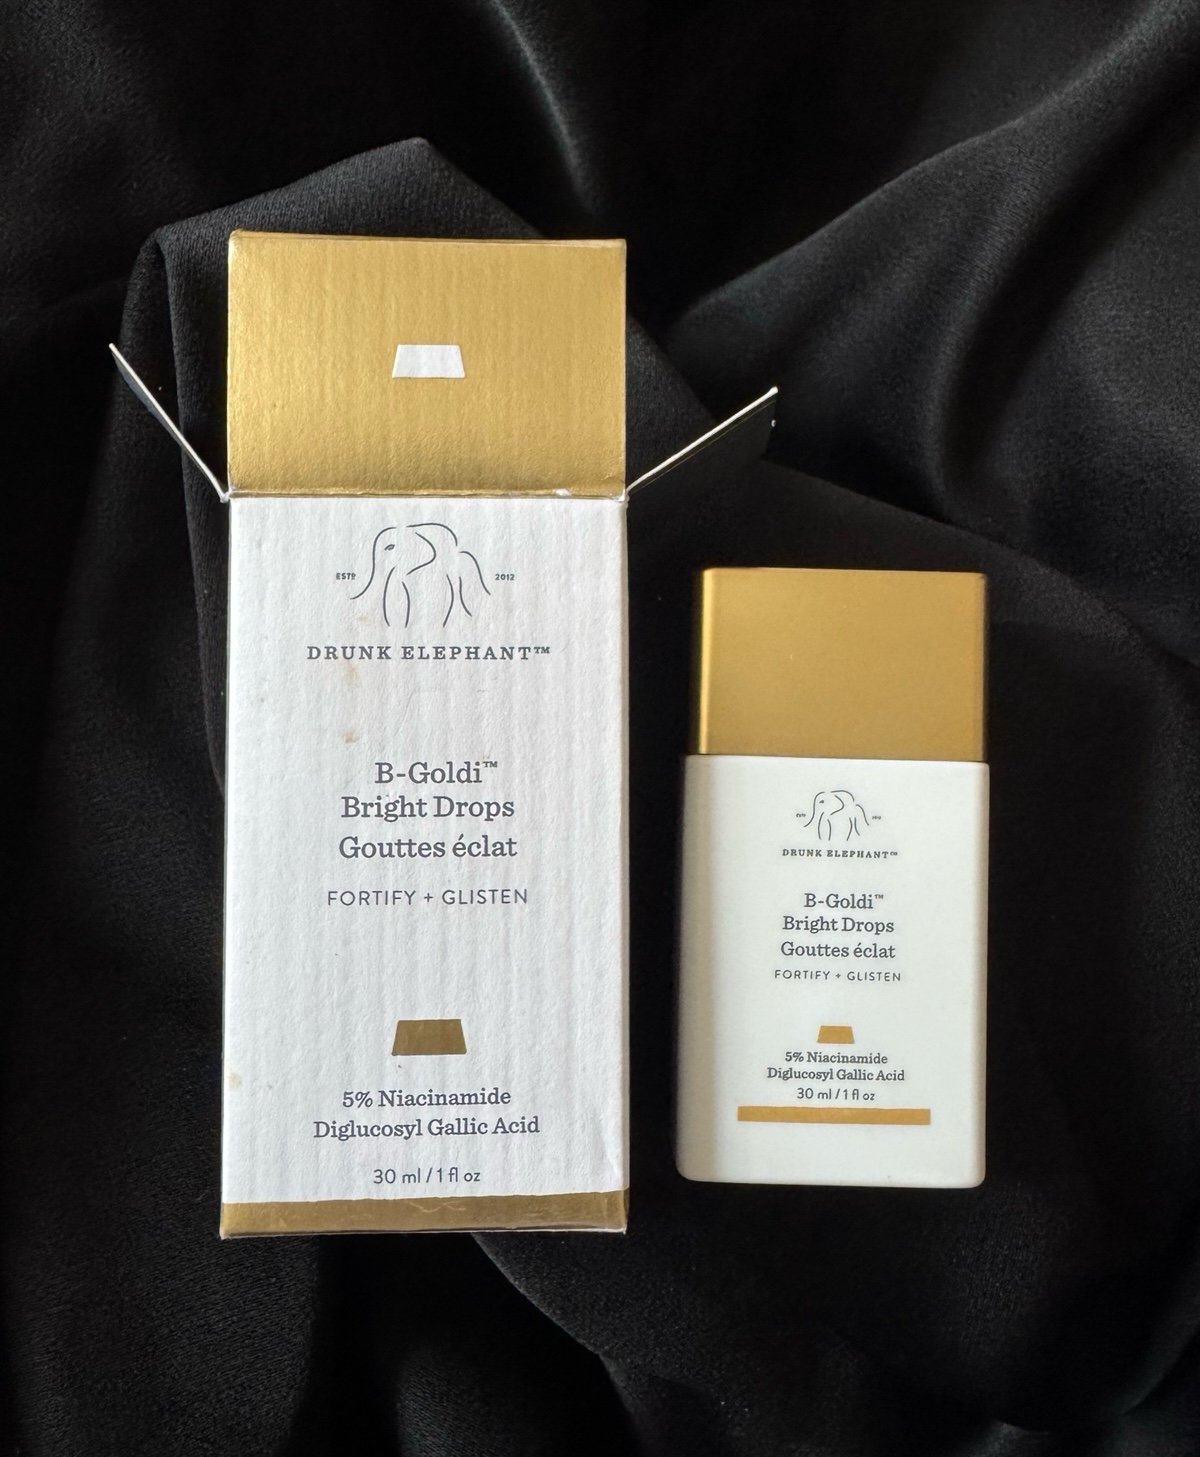 ESTD 2012
DRUNK ELEPHANT™
B-Goldi™
Bright Drops
Gouttes éclat
FORTIFY + GLISTEN
5% Niacinamide
Diglucosyl Gallic Acid
30 ml / 1 fl oz
ESTD 2012
DRUNK ELEPHANT™
B-Goldi™
Bright Drops
Gouttes éclat
FORTIFY + GLISTEN
5% Niacinamide
Diglucosyl Gallic Acid
30 ml / 1 fl oz